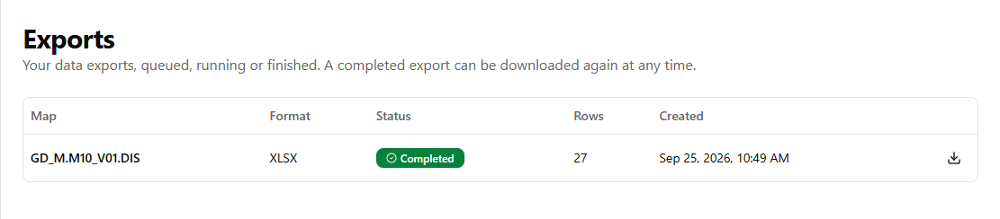 Exports
Your data exports, queued, running or finished. A completed export can be downloaded again at any time.
Map Format Status Rows Created
GD_M.M10_V01.DIS XLSX Completed 27 Sep 25, 2026, 10:49 AM